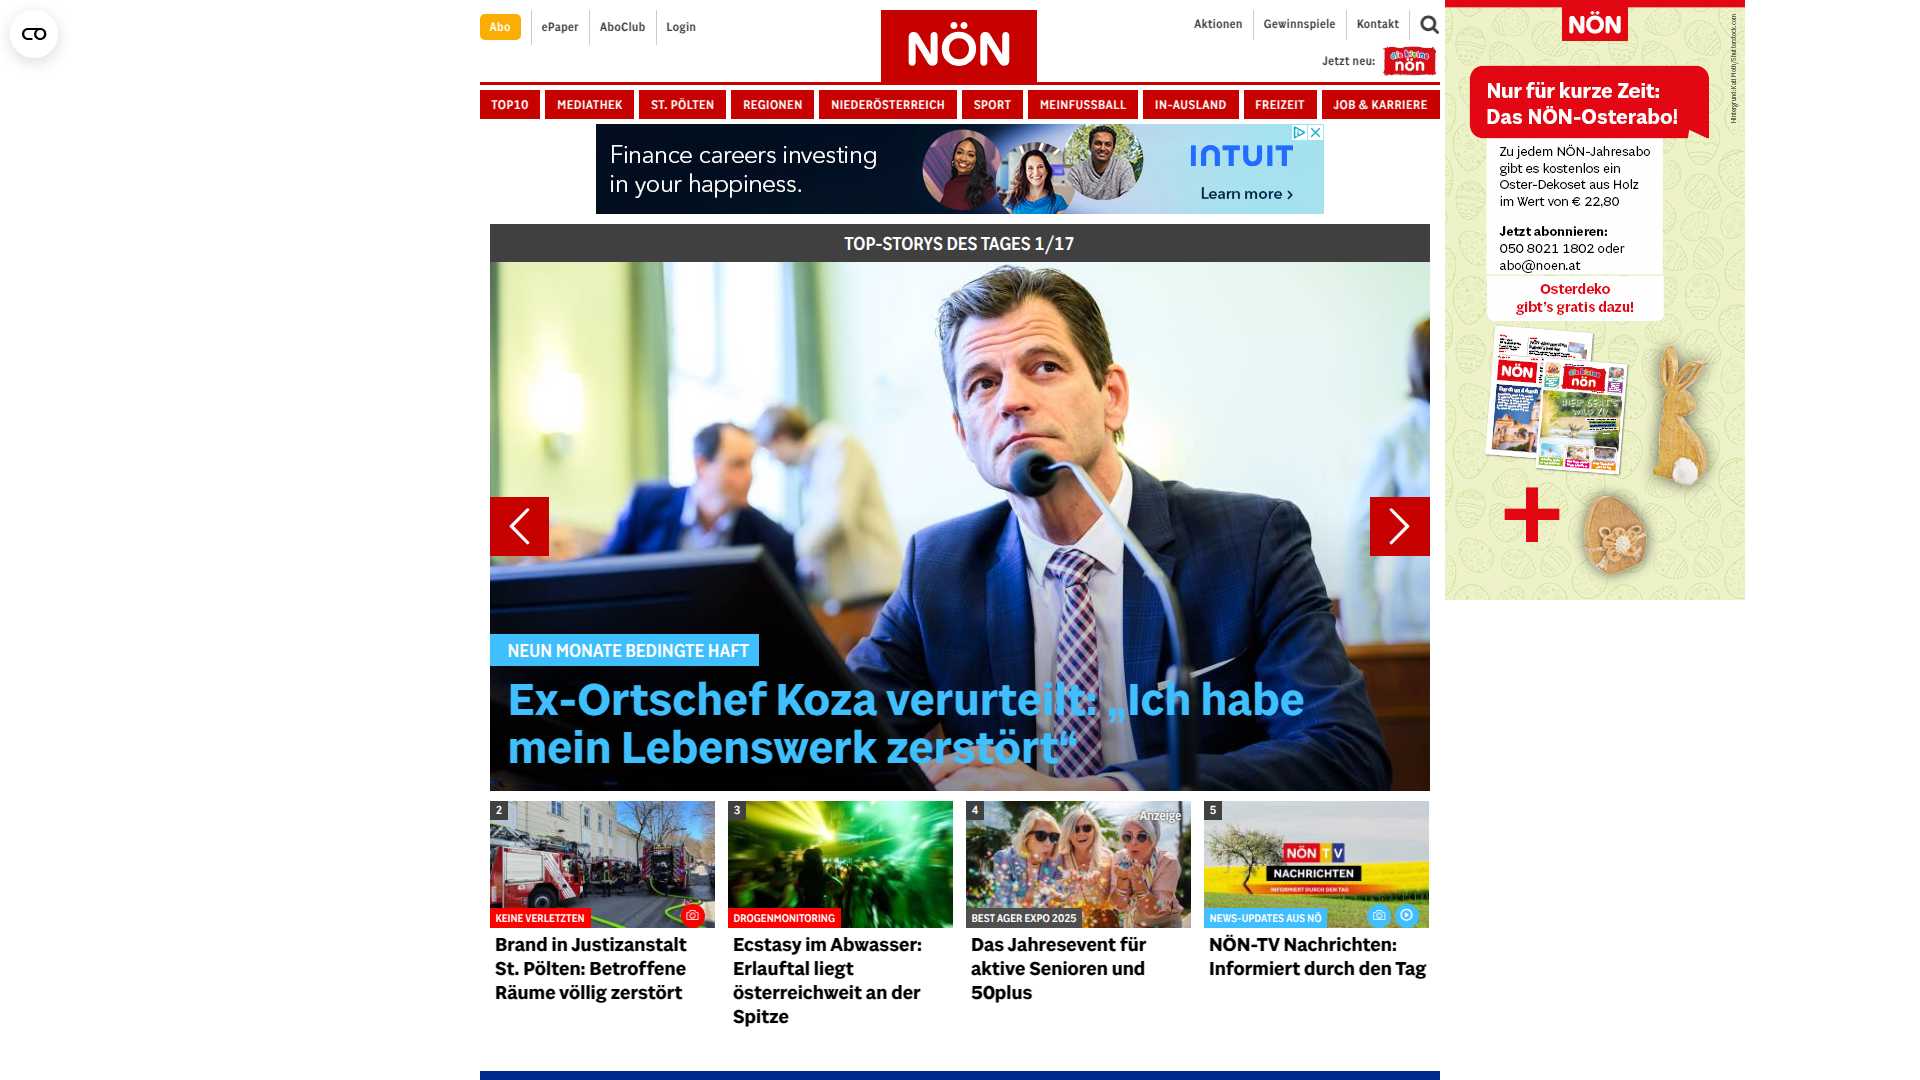 Abo
ePaper
AboClub
Login
NÖN
Aktionen
Gewinnspiele
Kontakt
Jetzt neu:
die kleine
nön
TOP10
MEDIATHEK
ST. PÖLTEN
REGIONEN
NIEDERÖSTERREICH
SPORT
MEINFUSSBALL
IN-AUSLAND
FREIZEIT
JOB & KARRIERE
Finance careers investing
in your happiness.
INTUIT
Learn more >
TOP-STORYS DES TAGES 1/17
NEUN MONATE BEDINGTE HAFT
Ex-Ortschef Koza verurteilt: „Ich habe
mein Lebenswerk zerstört“
2
KEINE VERLETZTEN
Brand in Justizanstalt
St. Pölten: Betroffene
Räume völlig zerstört
3
DROGENMONITORING
Ecstasy im Abwasser:
Erlauftal liegt
österreichweit an der
Spitze
4
Anzeige
BEST AGER EXPO 2025
Das Jahresevent für
aktive Senioren und
50plus
5
NÖN TV
NACHRICHTEN
INFORMIERT DURCH DEN TAG
NEWS-UPDATES AUS NÖ
NÖN-TV Nachrichten:
Informiert durch den Tag
NÖN
Nur für kurze Zeit:
Das NÖN-Osterabo!
Zu jedem NÖN-Jahresabo
gibt es kostenlos ein
Oster-Dekoset aus Holz
im Wert von € 22,80
Jetzt abonnieren:
050 8021 1802 oder
abo@noen.at
Osterdeko
gibt's gratis dazu!
NÖN
die kleine
nön